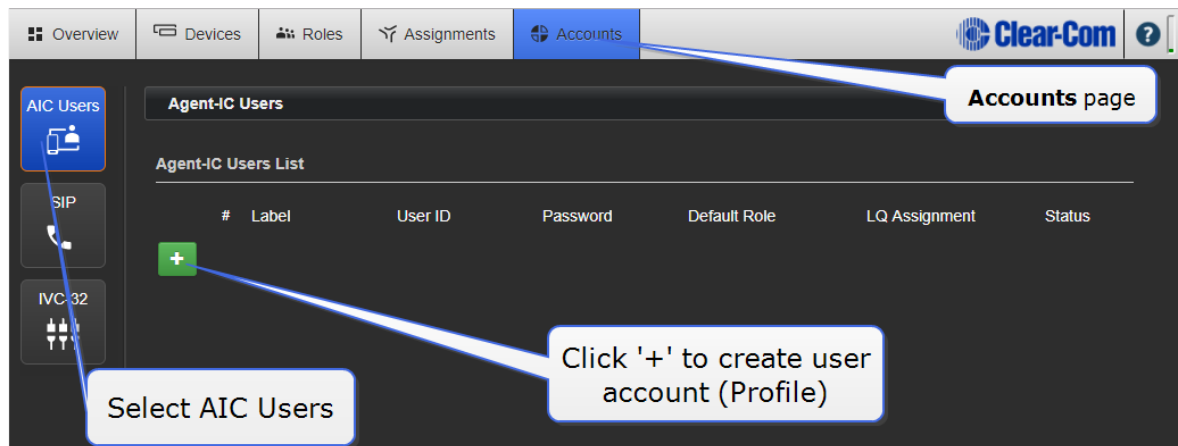 Overview Devices Roles Assignments Accounts Clear-Com ?
Accounts page
AIC Users
Agent-IC Users
Agent-IC Users List
SIP
# Label User ID Password Default Role LQ Assignment Status
+
IVC-32
Click '+' to create user
account (Profile)
Select AIC Users